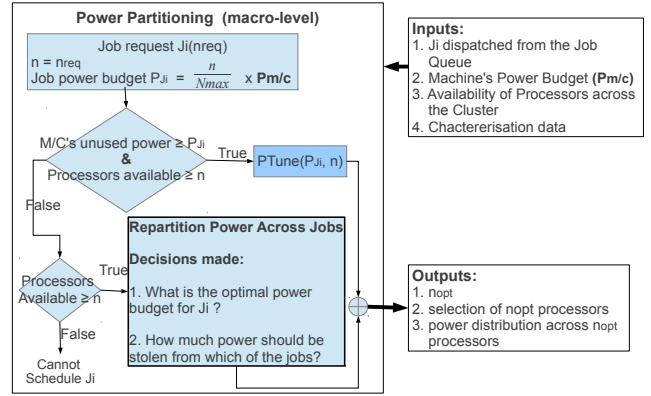 Power Partitioning (macro-level)
Job request Ji(nreq)
n = nreq
Job power budget PJi = n/Nmax x Pm/c
M/C's unused power ≥ PJi
&
Processors available ≥ n
True
PTune(PJi, n)
False
Repartition Power Across Jobs
Decisions made:
1. What is the optimal power
budget for Ji ?
2. How much power should be
stolen from which of the jobs?
Processors
Available ≥ n
True
False
Cannot
Schedule Ji
Inputs:
1. Ji dispatched from the Job
Queue
2. Machine's Power Budget (Pm/c)
3. Availability of Processors across
the Cluster
4. Chactererisation data
Outputs:
1. nopt
2. selection of nopt processors
3. power distribution across nopt
processors